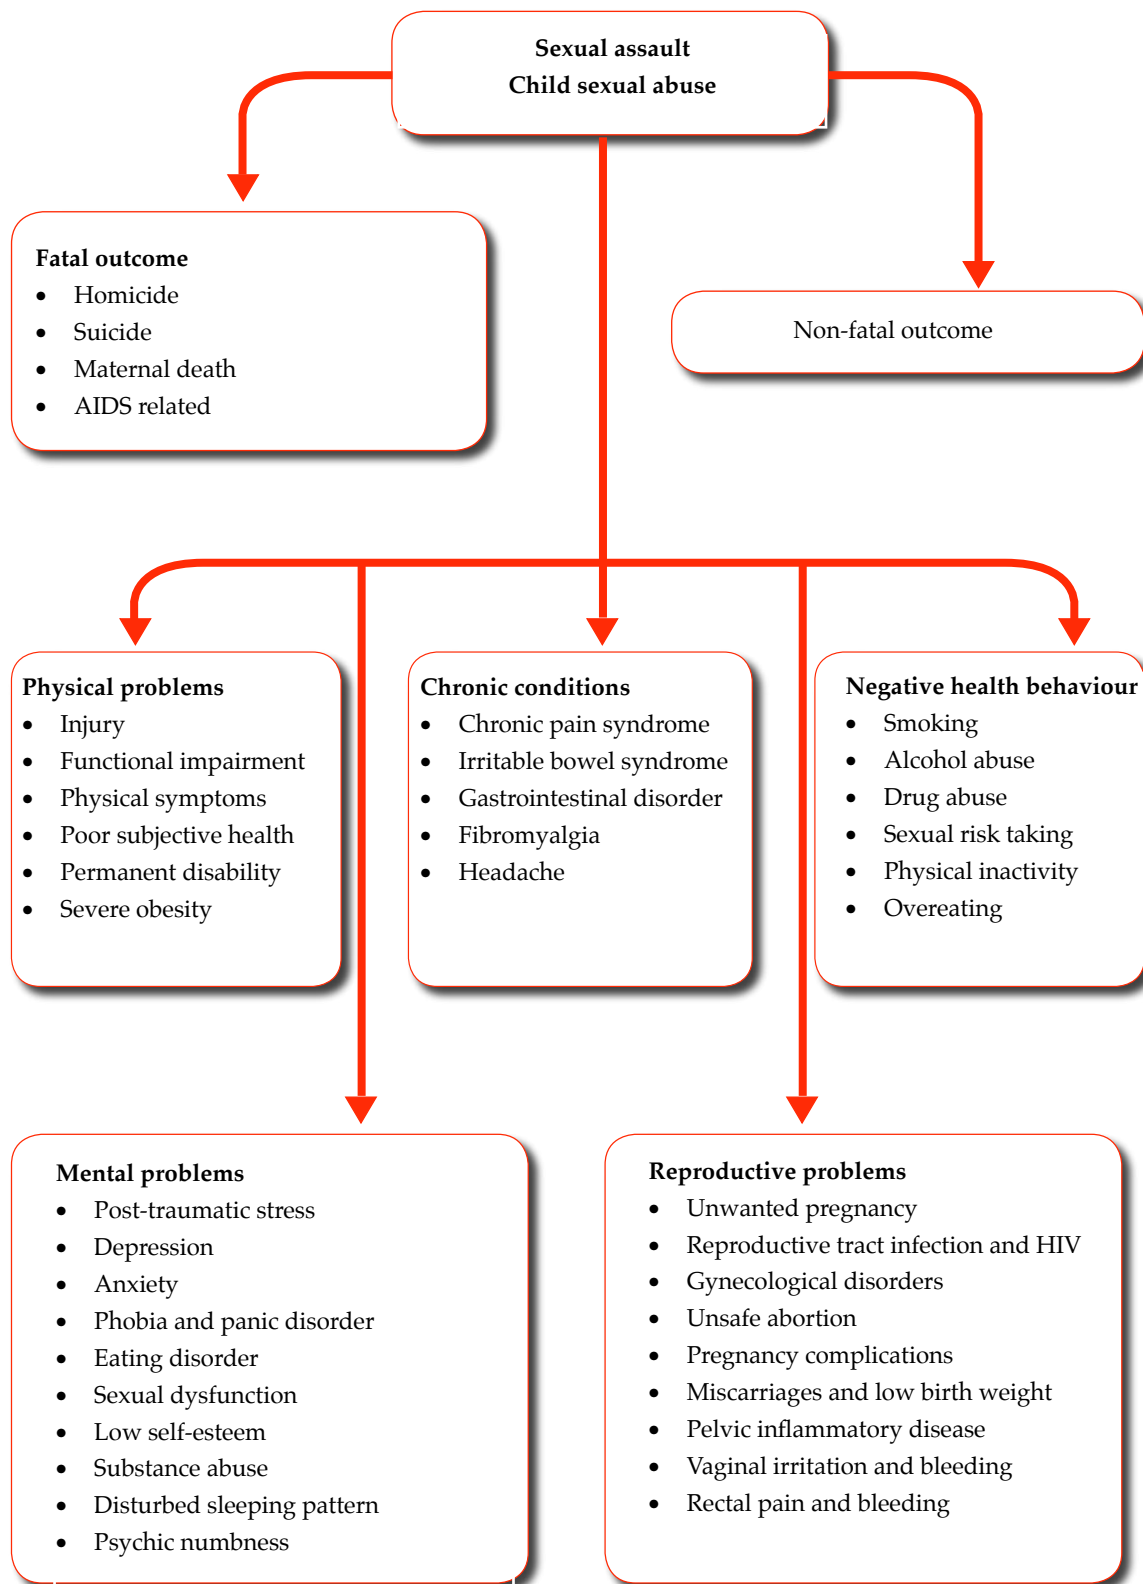 Sexual assault
Child sexual abuse
Fatal outcome
• Homicide
• Suicide
• Maternal death
• AIDS related
Non-fatal outcome
Physical problems
• Injury
• Functional impairment
• Physical symptoms
• Poor subjective health
• Permanent disability
• Severe obesity
Chronic conditions
• Chronic pain syndrome
• Irritable bowel syndrome
• Gastrointestinal disorder
• Fibromyalgia
• Headache
Negative health behaviour
• Smoking
• Alcohol abuse
• Drug abuse
• Sexual risk taking
• Physical inactivity
• Overeating
Mental problems
• Post-traumatic stress
• Depression
• Anxiety
• Phobia and panic disorder
• Eating disorder
• Sexual dysfunction
• Low self-esteem
• Substance abuse
• Disturbed sleeping pattern
• Psychic numbness
Reproductive problems
• Unwanted pregnancy
• Reproductive tract infection and HIV
• Gynecological disorders
• Unsafe abortion
• Pregnancy complications
• Miscarriages and low birth weight
• Pelvic inflammatory disease
• Vaginal irritation and bleeding
• Rectal pain and bleeding